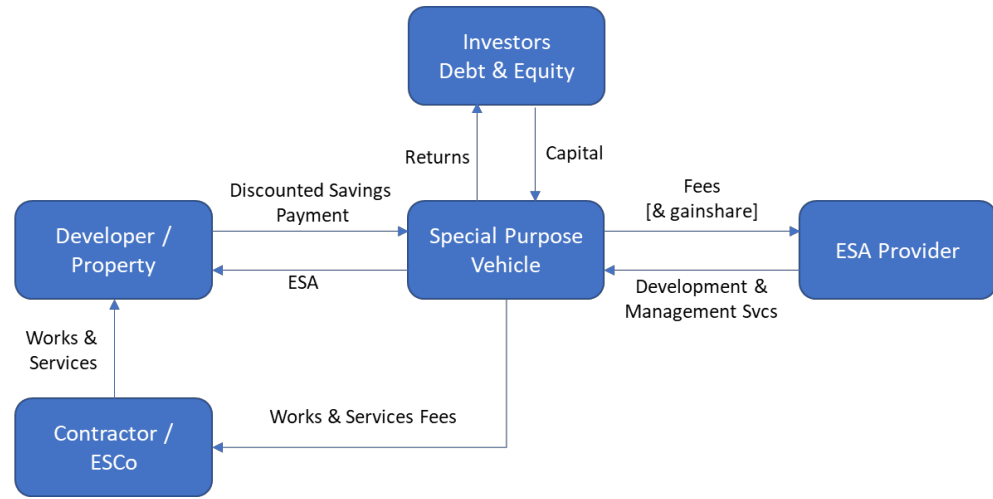 Investors
Debt & Equity
Returns
Capital
Discounted Savings
Payment
Fees
[& gainshare]
Developer /
Property
Special Purpose
Vehicle
ESA Provider
ESA
Development &
Management Svcs
Works &
Services
Works & Services Fees
Contractor /
ESCo